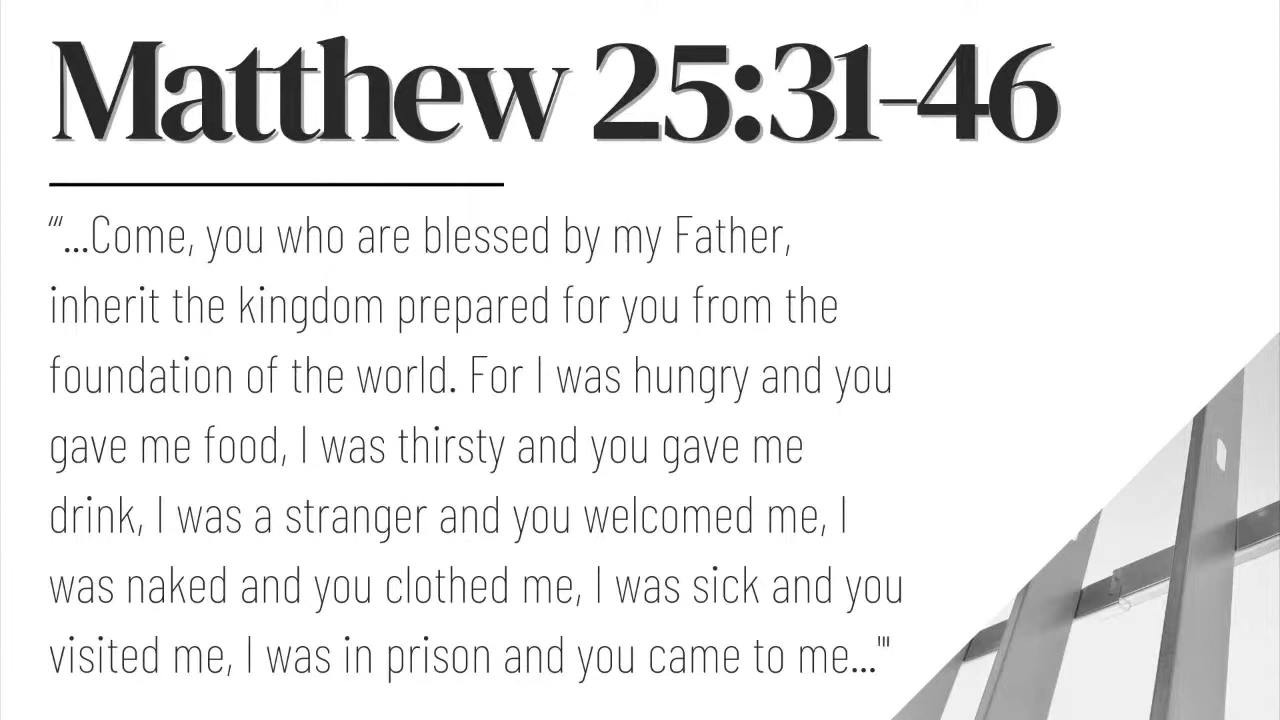 Matthew 25:31-46
"'...Come, you who are blessed by my Father,
inherit the kingdom prepared for you from the
foundation of the world. For I was hungry and you
gave me food, I was thirsty and you gave me
drink, I was a stranger and you welcomed me, I
was naked and you clothed me, I was sick and you
visited me, I was in prison and you came to me...'"